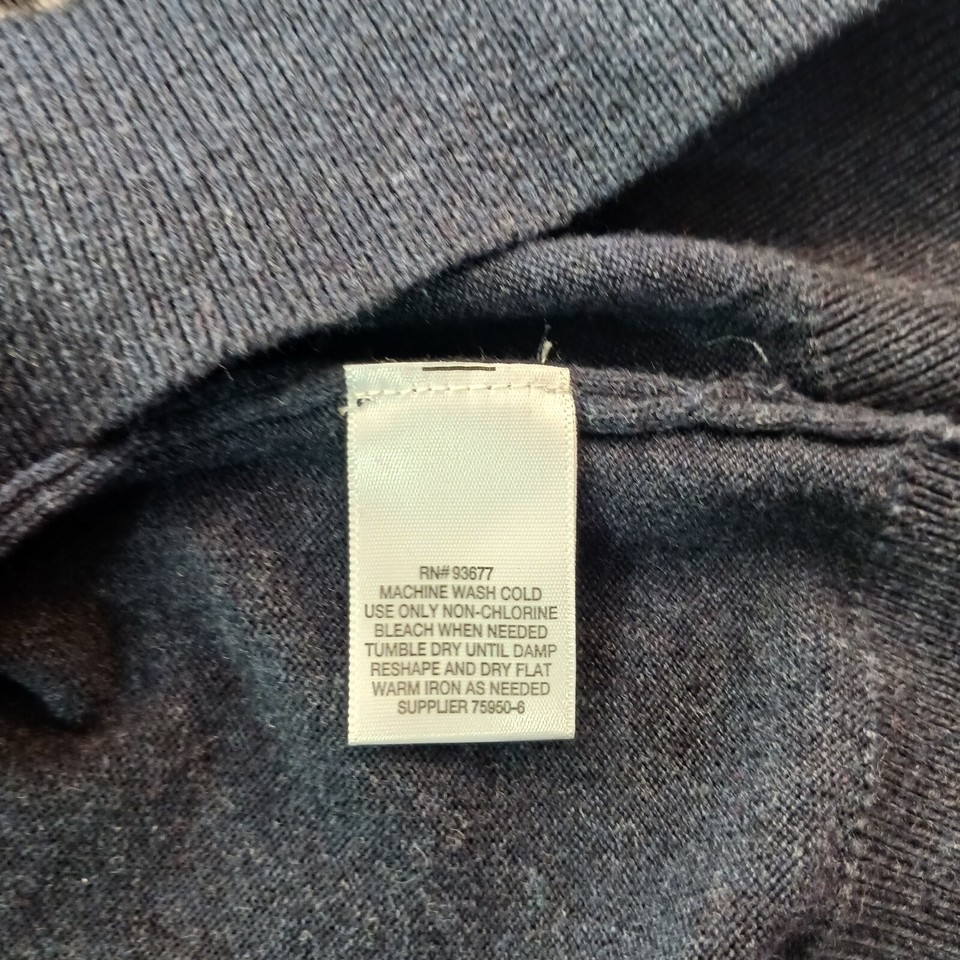 RN# 93677
MACHINE WASH COLD
USE ONLY NON-CHLORINE
BLEACH WHEN NEEDED
TUMBLE DRY UNTIL DAMP
RESHAPE AND DRY FLAT
WARM IRON AS NEEDED
SUPPLIER 75950-6